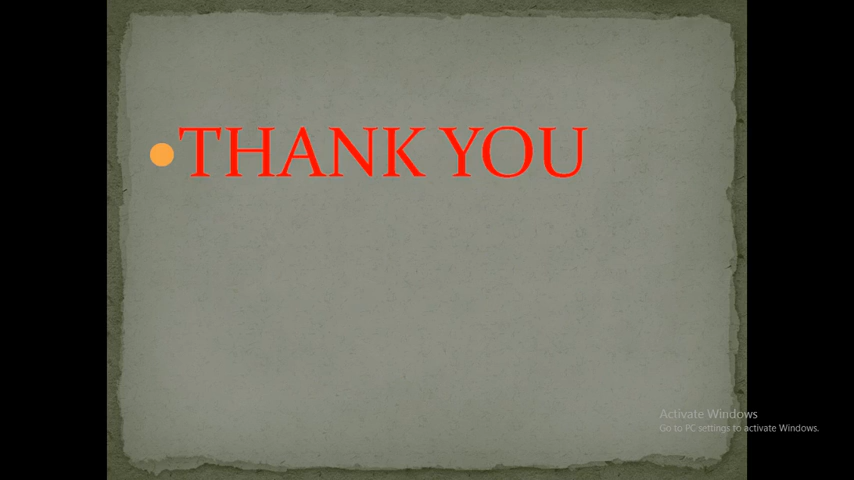 THANK YOU
Activate Windows
Go to PC settings to activate Windows.